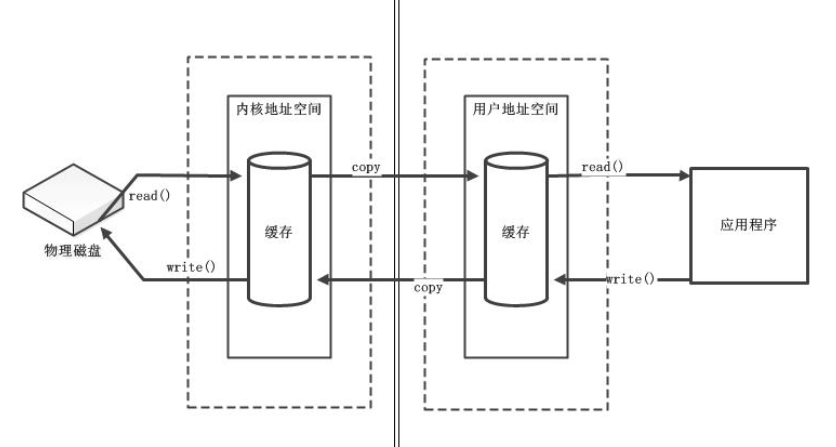 内核地址空间
用户地址空间
copy
read()
read()
缓存
缓存
应用程序
物理磁盘
write()
write()
copy